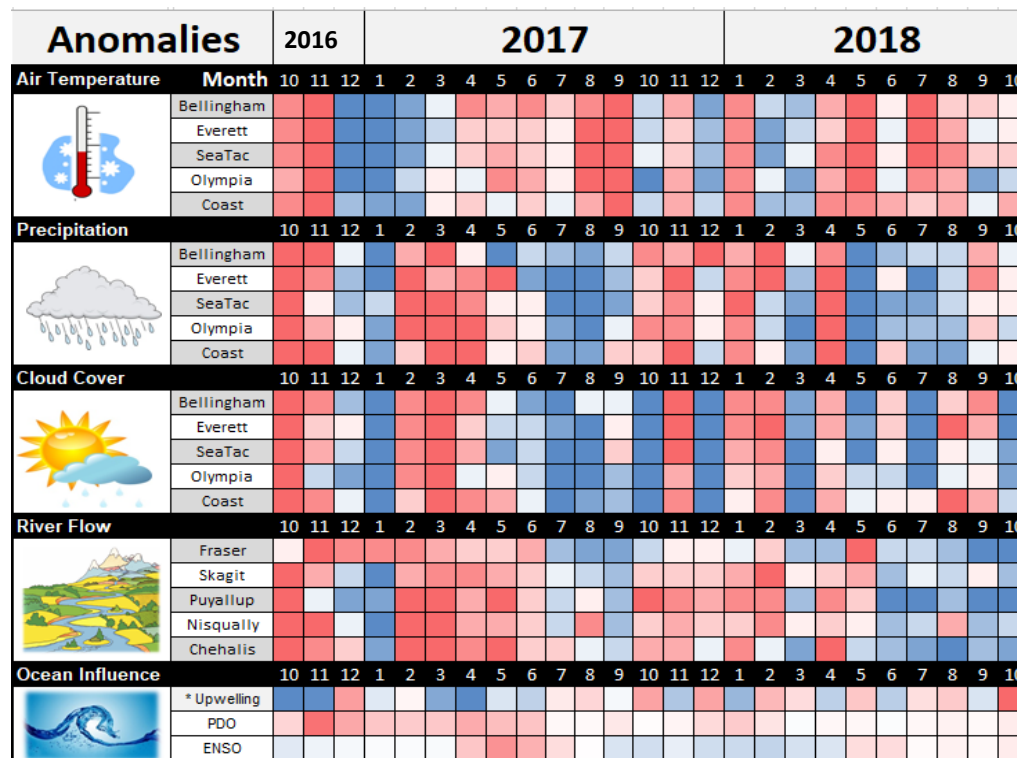 Anomalies 2016 2017 2018
Air Temperature Month 10 11 12 1 2 3 4 5 6 7 8 9 10 11 12 1 2 3 4 5 6 7 8 9 10
Bellingham
Everett
SeaTac
Olympia
Coast
Precipitation 10 11 12 1 2 3 4 5 6 7 8 9 10 11 12 1 2 3 4 5 6 7 8 9 10
Bellingham
Everett
SeaTac
Olympia
Coast
Cloud Cover 10 11 12 1 2 3 4 5 6 7 8 9 10 11 12 1 2 3 4 5 6 7 8 9 10
Bellingham
Everett
SeaTac
Olympia
Coast
River Flow 10 11 12 1 2 3 4 5 6 7 8 9 10 11 12 1 2 3 4 5 6 7 8 9 10
Fraser
Skagit
Puyallup
Nisqually
Chehalis
Ocean Influence 10 11 12 1 2 3 4 5 6 7 8 9 10 11 12 1 2 3 4 5 6 7 8 9 10
* Upwelling
PDO
ENSO